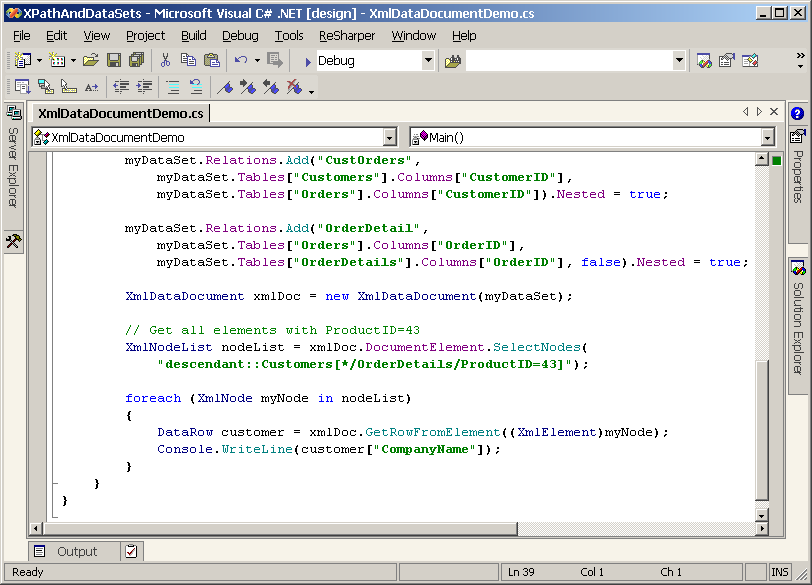 XPathAndDataSets - Microsoft Visual C# .NET [design] - XmlDataDocumentDemo.cs
File Edit View Project Build Debug Tools ReSharper Window Help
Debug
XmlDataDocumentDemo.cs
XmlDataDocumentDemo
Main()
Server Explorer
myDataSet.Relations.Add("CustOrders",
myDataSet.Tables["Customers"].Columns["CustomerID"],
myDataSet.Tables["Orders"].Columns["CustomerID"]).Nested = true;
myDataSet.Relations.Add("OrderDetail",
myDataSet.Tables["Orders"].Columns["OrderID"],
myDataSet.Tables["OrderDetails"].Columns["OrderID"], false).Nested = true;
XmlDataDocument xmlDoc = new XmlDataDocument(myDataSet);
// Get all elements with ProductID=43
XmlNodeList nodeList = xmlDoc.DocumentElement.SelectNodes(
"descendant::Customers[*/OrderDetails/ProductID=43]");
foreach (XmlNode myNode in nodeList)
{
DataRow customer = xmlDoc.GetRowFromElement((XmlElement)myNode);
Console.WriteLine(customer["CompanyName"]);
}
}
}
Properties
Solution Explorer
Output
Ready
Ln 39 Col 1 Ch 1 INS